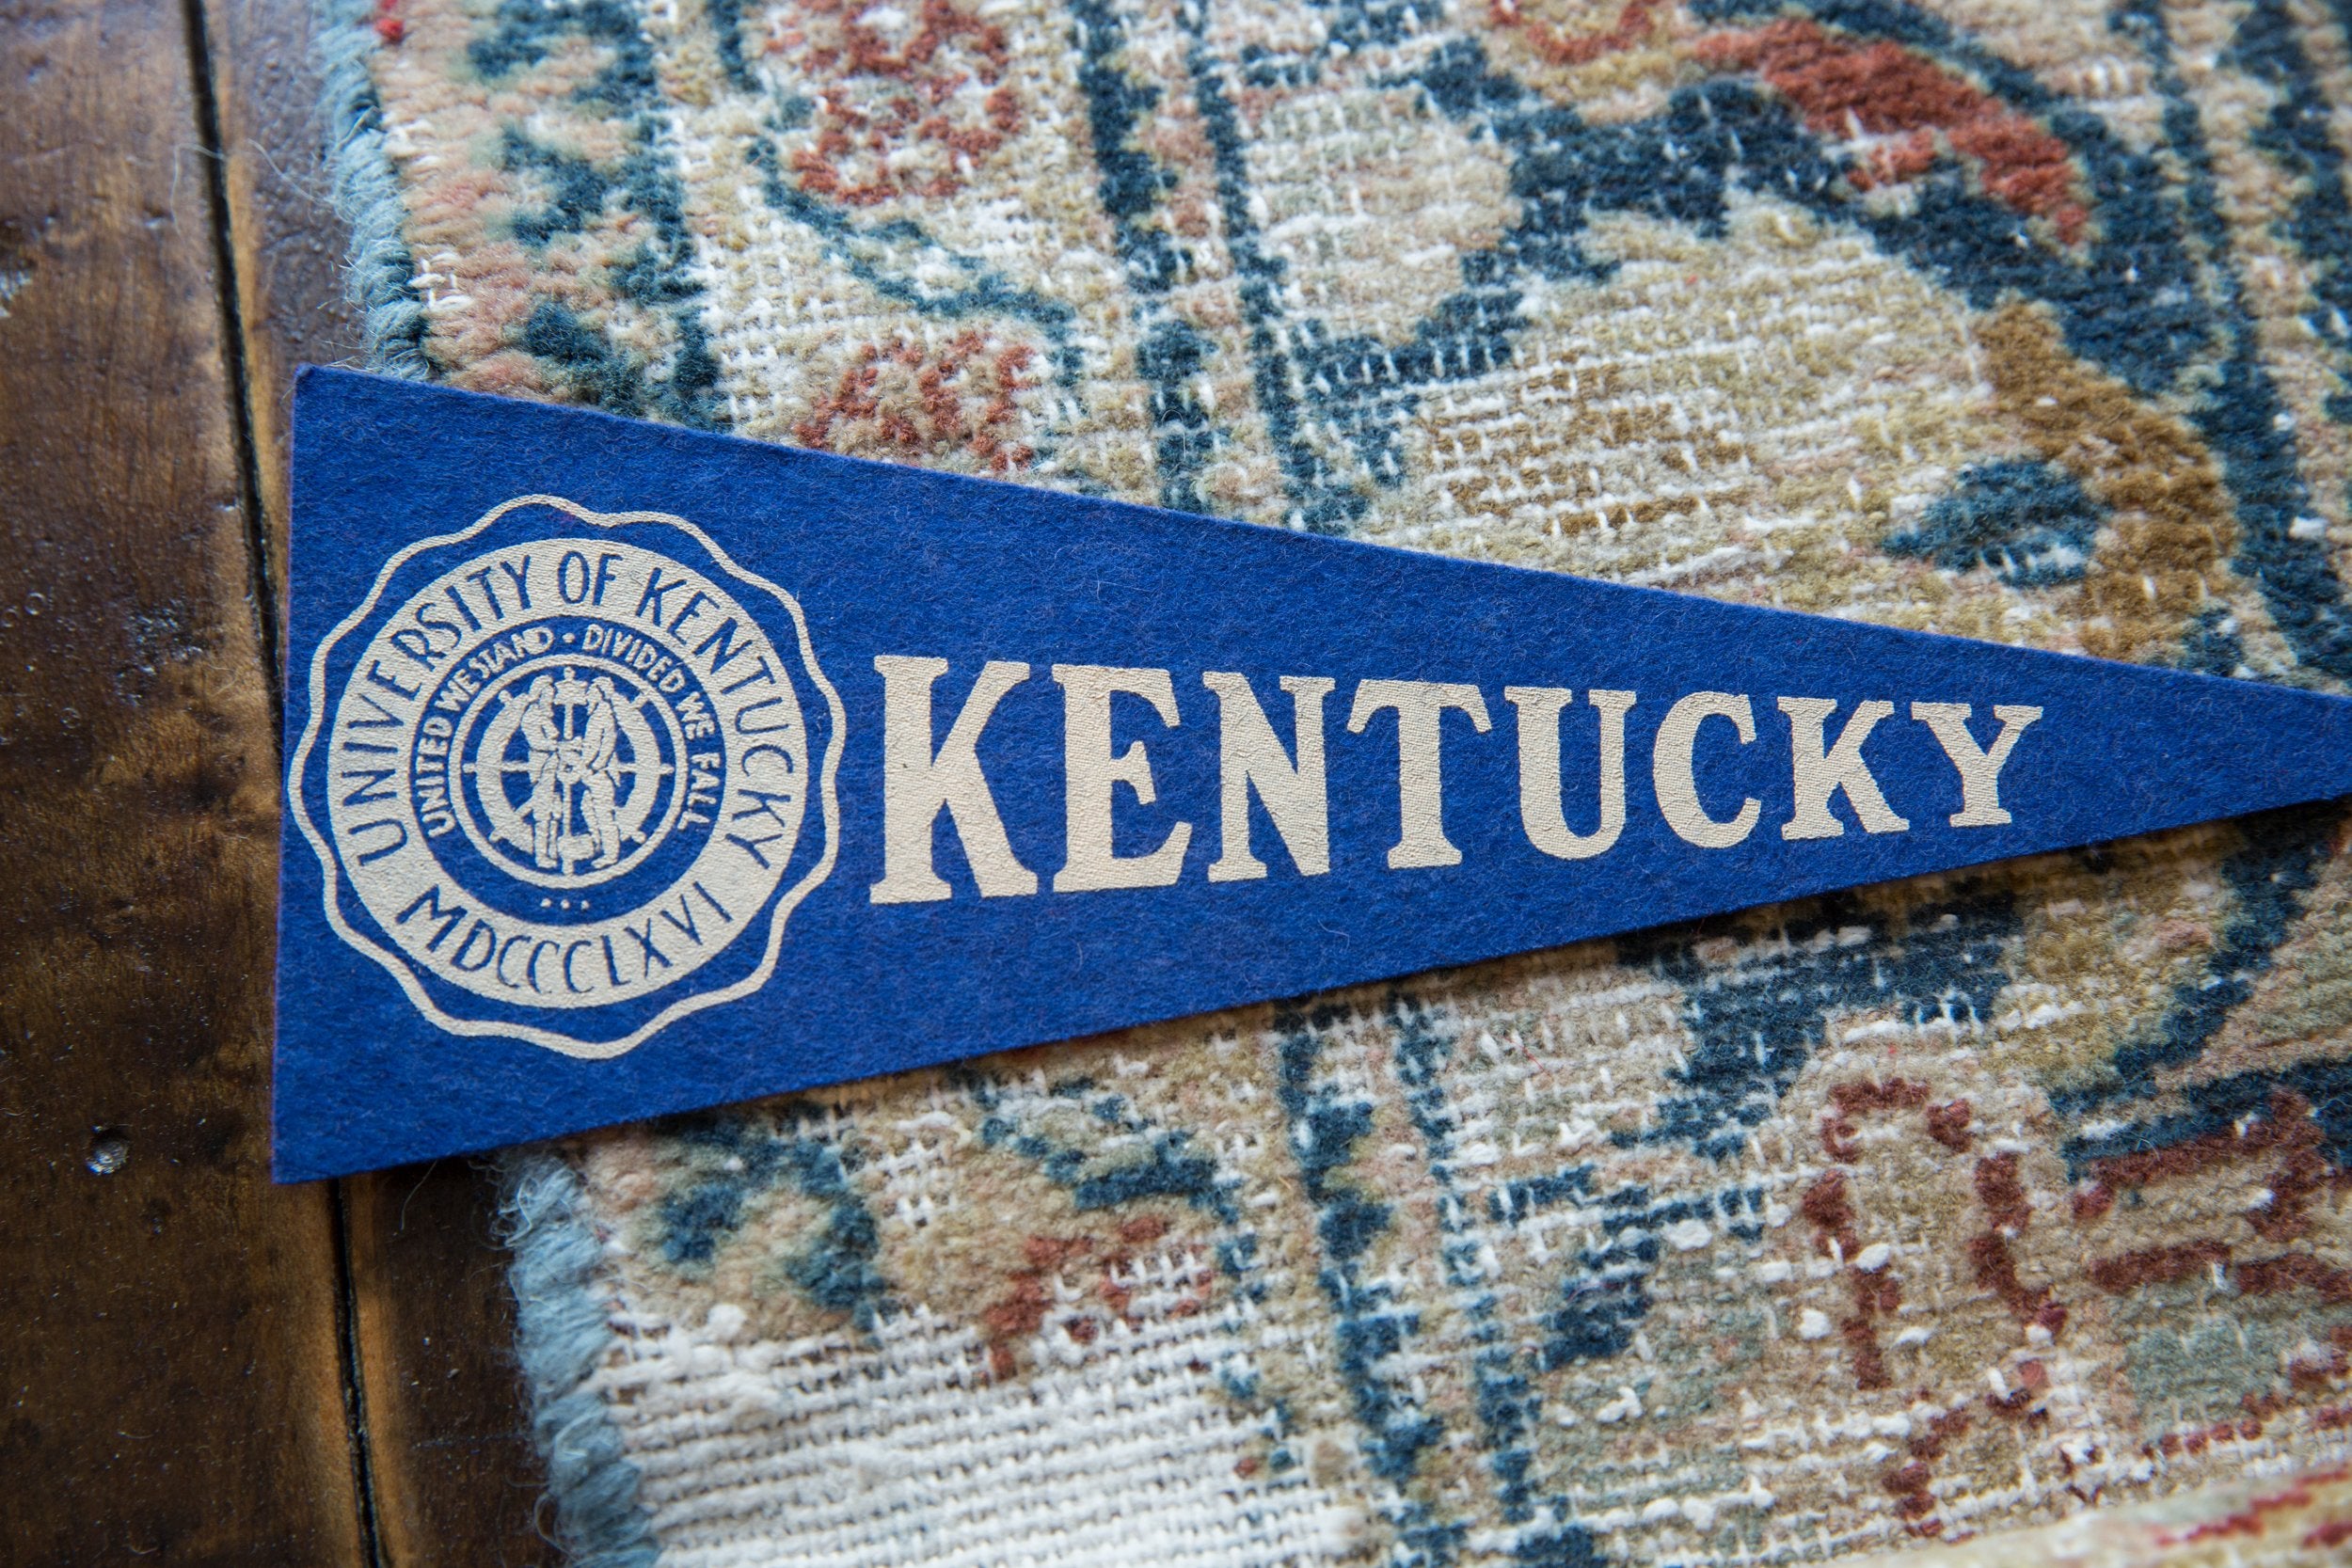 UNIVERSITY OF KENTUCKY
UNITED WE STAND • DIVIDED WE FALL
MDCCCLXVI
KENTUCKY